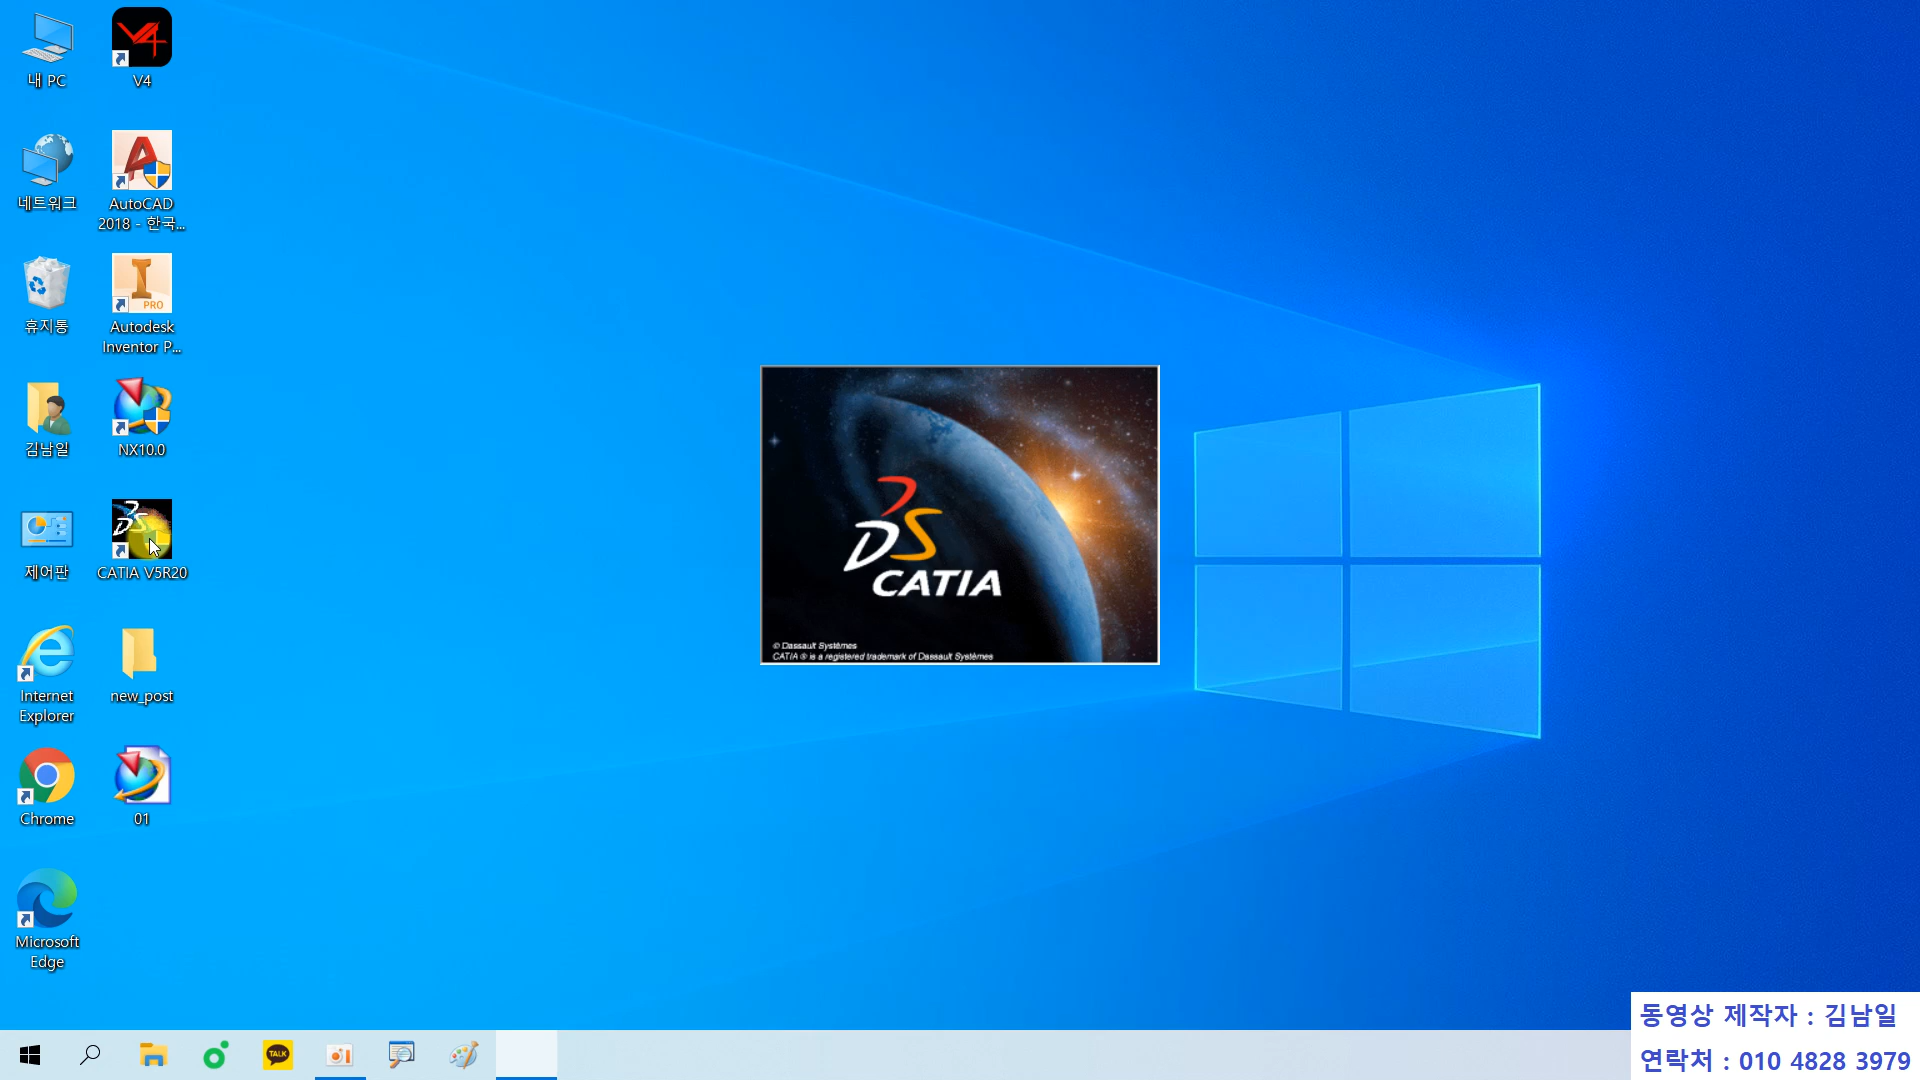 내 PC
V4
네트워크
AutoCAD
2018 - 한국...
휴지통
PRO
Autodesk
Inventor P...
김남일
NX10.0
제어판
CATIA V5R20
Internet
Explorer
new_post
Chrome
01
Microsoft
Edge
DS
CATIA
© Dassault Systèmes
CATIA ® is a registered trademark of Dassault Systèmes
TALK
동영상 제작자 : 김남일
연락처 : 010 4828 3979